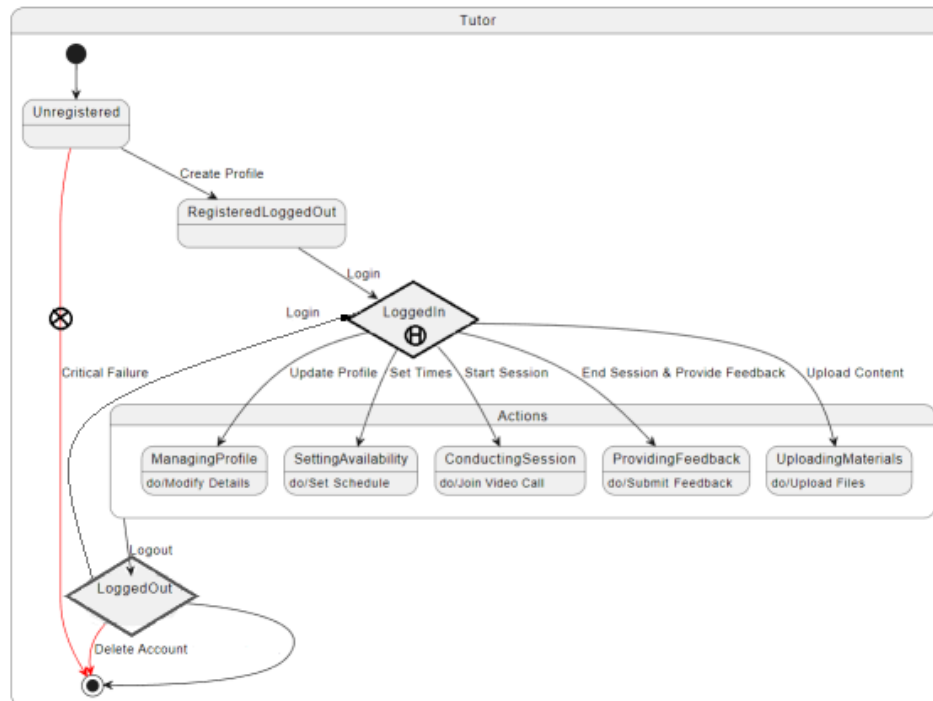 Tutor
Unregistered
Create Profile
RegisteredLoggedOut
Login
Login
LoggedIn
H
Critical Failure
Update Profile
Set Times
Start Session
End Session & Provide Feedback
Upload Content
Actions
ManagingProfile
do/Modify Details
SettingAvailability
do/Set Schedule
ConductingSession
do/Join Video Call
ProvidingFeedback
do/Submit Feedback
UploadingMaterials
do/Upload Files
Logout
LoggedOut
Delete Account